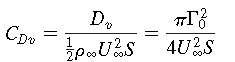 C_{Dv} = \frac{D_v}{\frac{1}{2} \rho_\infty U_\infty^2 S} = \frac{\pi \Gamma_0^2}{4 U_\infty^2 S}